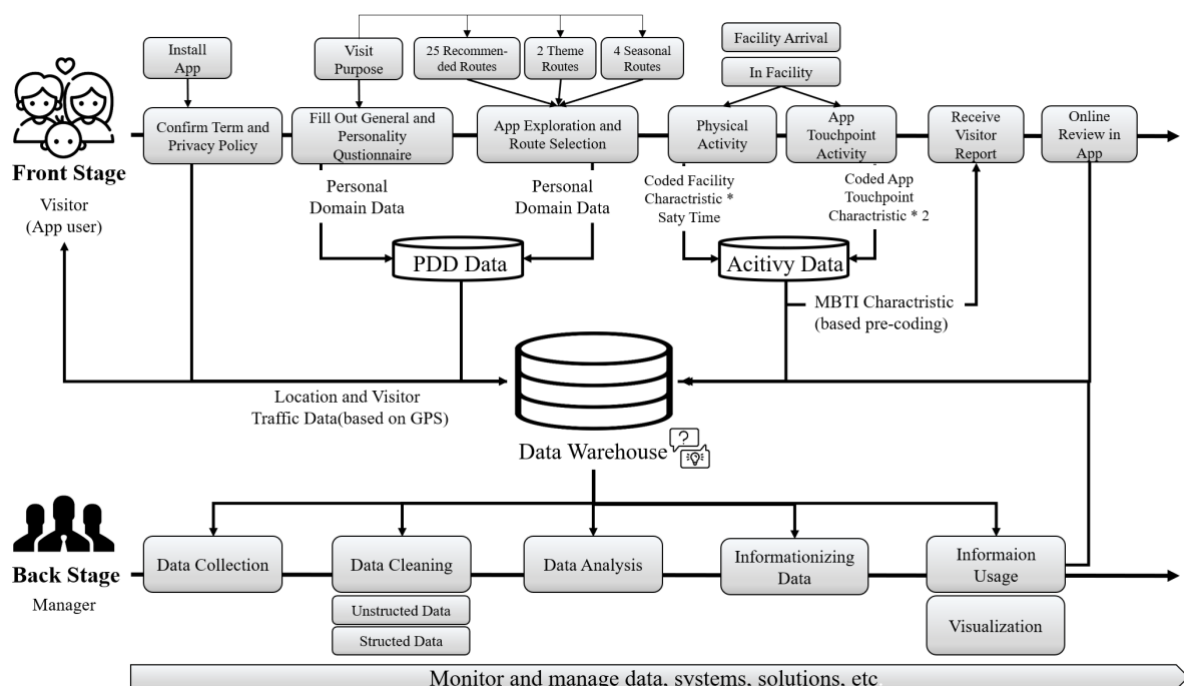 Install
App
Visit
Purpose
25 Recommen-
ded Routes
2 Theme
Routes
4 Seasonal
Routes
Facility Arrival
In Facility
Confirm Term and
Privacy Policy
Fill Out General and
Personality
Qustionnaire
App Exploration and
Route Selection
Physical
Activity
App
Touchpoint
Activity
Receive
Visitor
Report
Online
Review in
App
Front Stage
Visitor
(App user)
Personal
Domain Data
Personal
Domain Data
Coded Facility
Characteristic *
Saty Time
Coded App
Touchpoint
Characteristic * 2
PDD Data
Acitivy Data
MBTI Charactristic
(based pre-coding)
Location and Visitor
Traffic Data(based on GPS)
Data Warehouse
?
Back Stage
Manager
Data Collection
Data Cleaning
Data Analysis
Informationizing
Data
Informaion
Usage
Unstructed Data
Structed Data
Visualization
Monitor and manage data, systems, solutions, etc